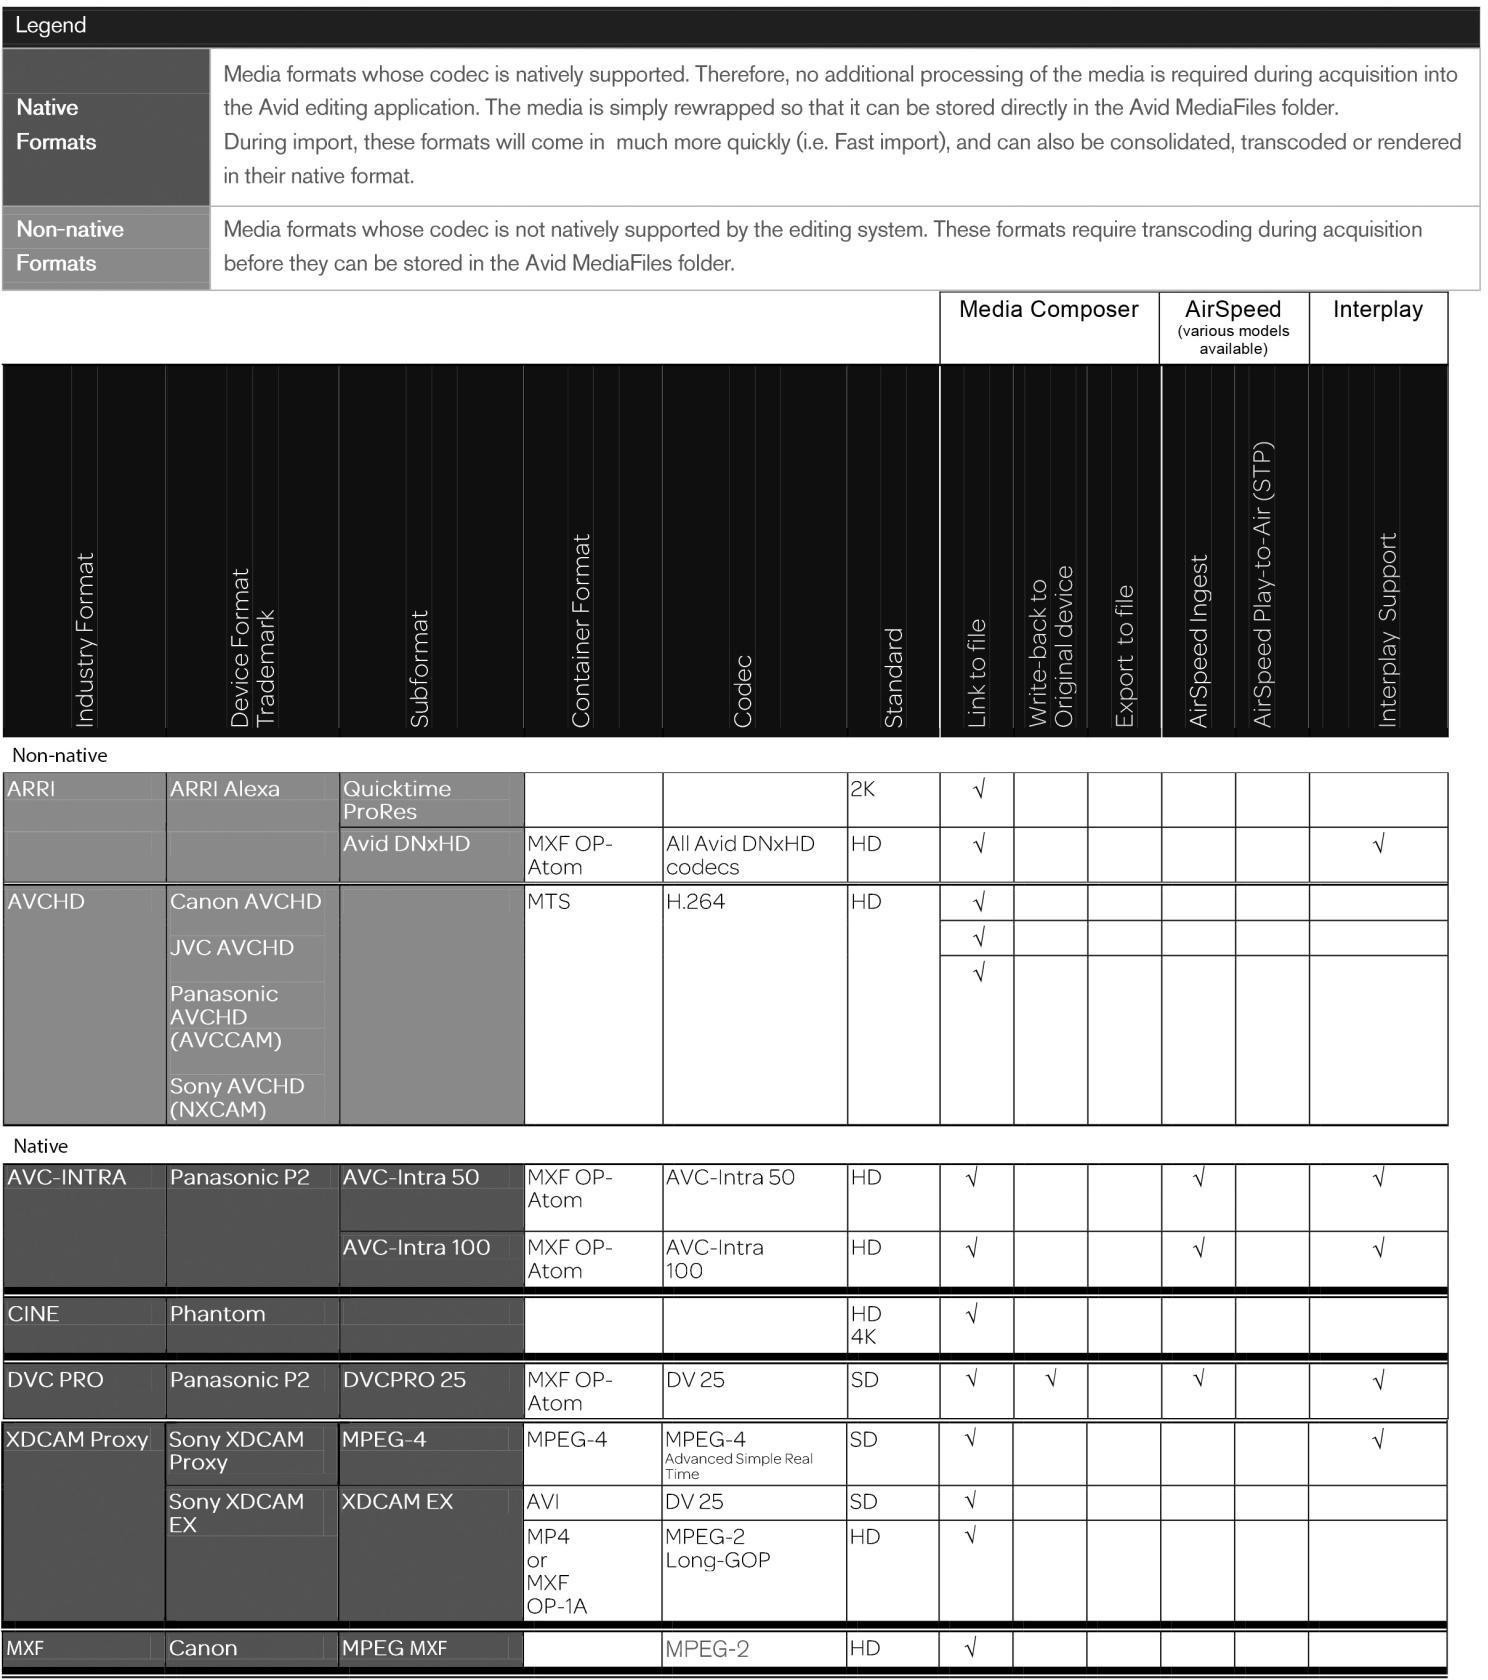 Legend
Native
Formats
Media formats whose codec is natively supported. Therefore, no additional processing of the media is required during acquisition into
the Avid editing application. The media is simply rewrapped so that it can be stored directly in the Avid MediaFiles folder.
During import, these formats will come in  much more quickly (i.e. Fast import), and can also be consolidated, transcoded or rendered
in their native format.
Non-native
Formats
Media formats whose codec is not natively supported by the editing system. These formats require transcoding during acquisition
before they can be stored in the Avid MediaFiles folder.
Media Composer
AirSpeed
(various models
available)
Interplay
Industry Format
Device Format
Trademark
Subformat
Container Format
Codec
Standard
Link to file
Write-back to
Original device
Export to file
AirSpeed Ingest
AirSpeed Play-to-Air (STP)
Interplay Support
Non-native
ARRI
ARRI Alexa
Quicktime
ProRes
2K
√
Avid DNxHD
MXF OP-
Atom
All Avid DNxHD
codecs
HD
√
√
AVCHD
Canon AVCHD
JVC AVCHD
Panasonic
AVCHD
(AVCCAM)
Sony AVCHD
(NXCAM)
MTS
H.264
HD
√
√
√
Native
AVC-INTRA
Panasonic P2
AVC-Intra 50
MXF OP-
Atom
AVC-Intra 50
HD
√
√
√
AVC-Intra 100
MXF OP-
Atom
AVC-Intra
100
HD
√
√
√
CINE
Phantom
HD
4K
√
DVC PRO
Panasonic P2
DVCPRO 25
MXF OP-
Atom
DV 25
SD
√
√
√
√
XDCAM Proxy
Sony XDCAM
Proxy
MPEG-4
MPEG-4
MPEG-4
Advanced Simple Real
Time
SD
√
√
Sony XDCAM
EX
XDCAM EX
AVI
DV 25
SD
√
MP4
or
MXF
OP-1A
MPEG-2
Long-GOP
HD
√
MXF
Canon
MPEG MXF
MPEG-2
HD
√